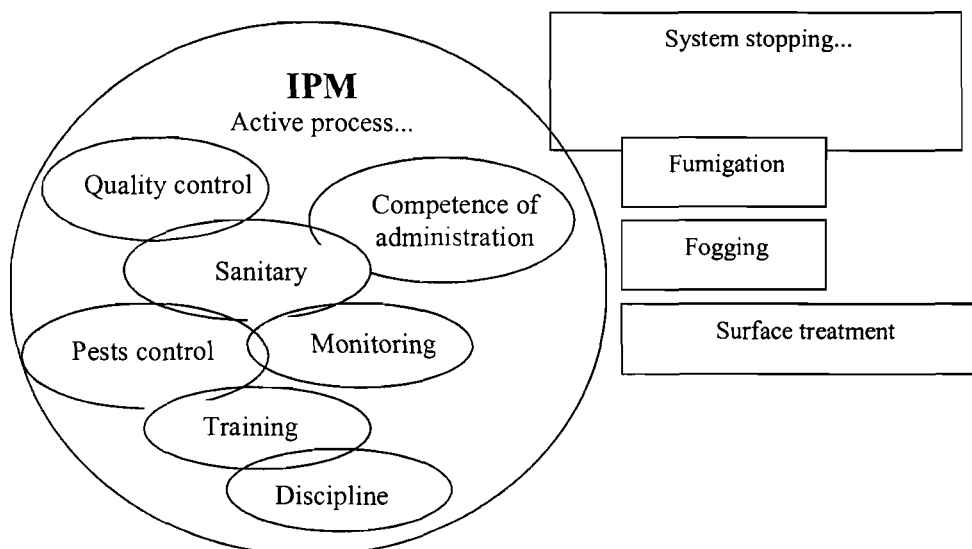 IPM
Active process...
Quality control
Competence of
administration
Sanitary
Pests control
Monitoring
Training
Discipline
System stopping...
Fumigation
Fogging
Surface treatment